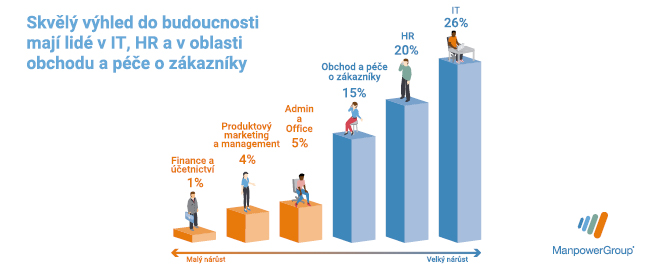 Skvělý výhled do budoucnosti
mají lidé v IT, HR a v oblasti
obchodu a péče o zákazníky
Finance a
účetnictví
1%
Produktový
marketing
a management
4%
Admin
a
Office
5%
Obchod a péče
o zákazníky
15%
HR
20%
IT
26%
Malý nárůst
Velký nárůst
ManpowerGroup